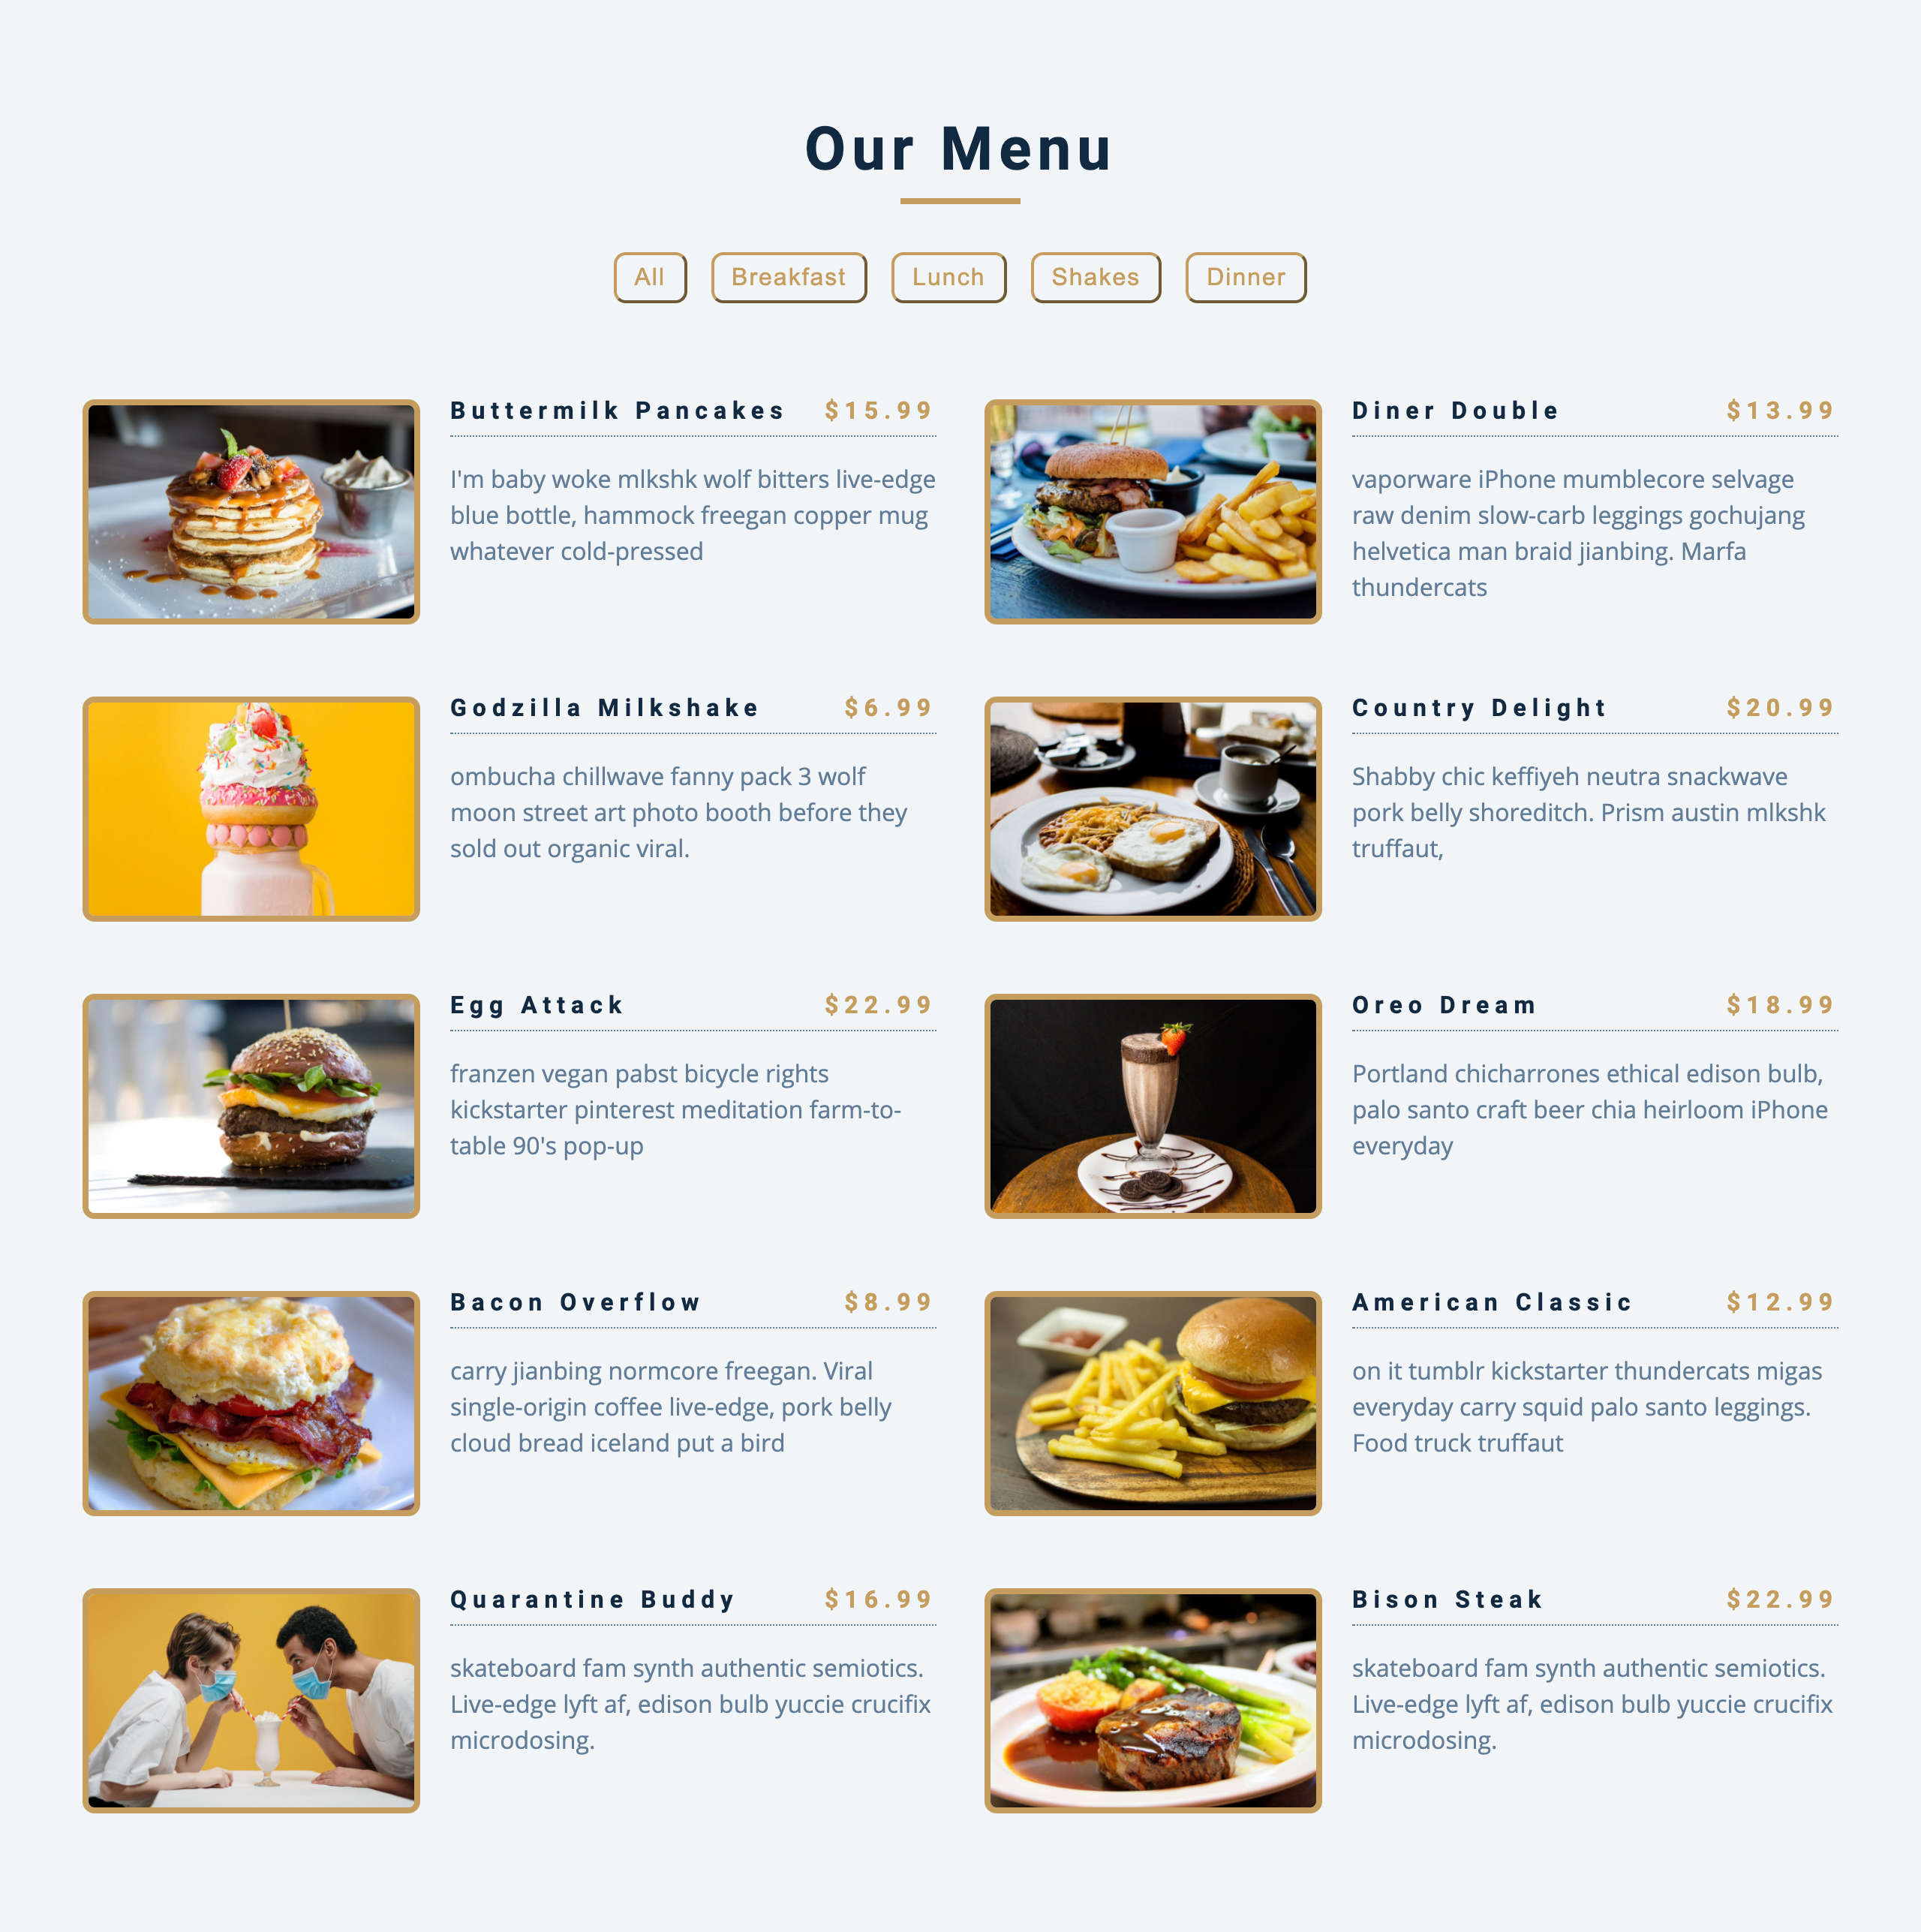 Our Menu
All
Breakfast
Lunch
Shakes
Dinner
Buttermilk Pancakes $15.99
I'm baby woke mlkshk wolf bitters live-edge
blue bottle, hammock freegan copper mug
whatever cold-pressed
Diner Double $13.99
vaporware iPhone mumblecore selvage
raw denim slow-carb leggings gochujang
helvetica man braid jianbing. Marfa
thundercats
Godzilla Milkshake $6.99
ombucha chillwave fanny pack 3 wolf
moon street art photo booth before they
sold out organic viral.
Country Delight $20.99
Shabby chic keffiyeh neutra snackwave
pork belly shoreditch. Prism austin mlkshk
truffaut,
Egg Attack $22.99
franzen vegan pabst bicycle rights
kickstarter pinterest meditation farm-to-
table 90's pop-up
Oreo Dream $18.99
Portland chicharrones ethical edison bulb,
palo santo craft beer chia heirloom iPhone
everyday
Bacon Overflow $8.99
carry jianbing normcore freegan. Viral
single-origin coffee live-edge, pork belly
cloud bread iceland put a bird
American Classic $12.99
on it tumblr kickstarter thundercats migas
everyday carry squid palo santo leggings.
Food truck truffaut
Quarantine Buddy $16.99
skateboard fam synth authentic semiotics.
Live-edge lyft af, edison bulb yuccie crucifix
microdosing.
Bison Steak $22.99
skateboard fam synth authentic semiotics.
Live-edge lyft af, edison bulb yuccie crucifix
microdosing.